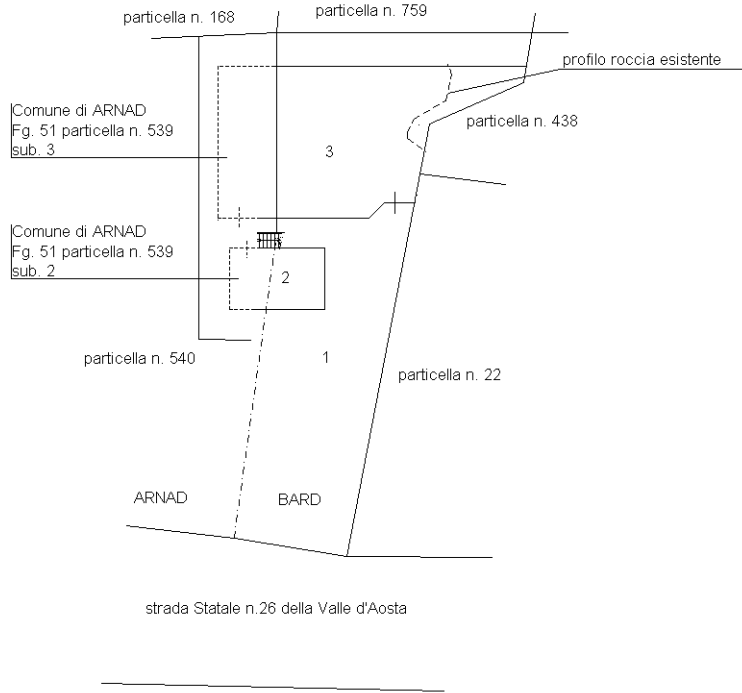 particella n. 168
particella n. 759
profilo roccia esistente
Comune di ARNAD
Fg. 51 particella n. 539
sub. 3
particella n. 438
3
Comune di ARNAD
Fg. 51 particella n. 539
sub. 2
2
particella n. 540
1
particella n. 22
ARNAD
BARD
strada Statale n.26 della Valle d'Aosta